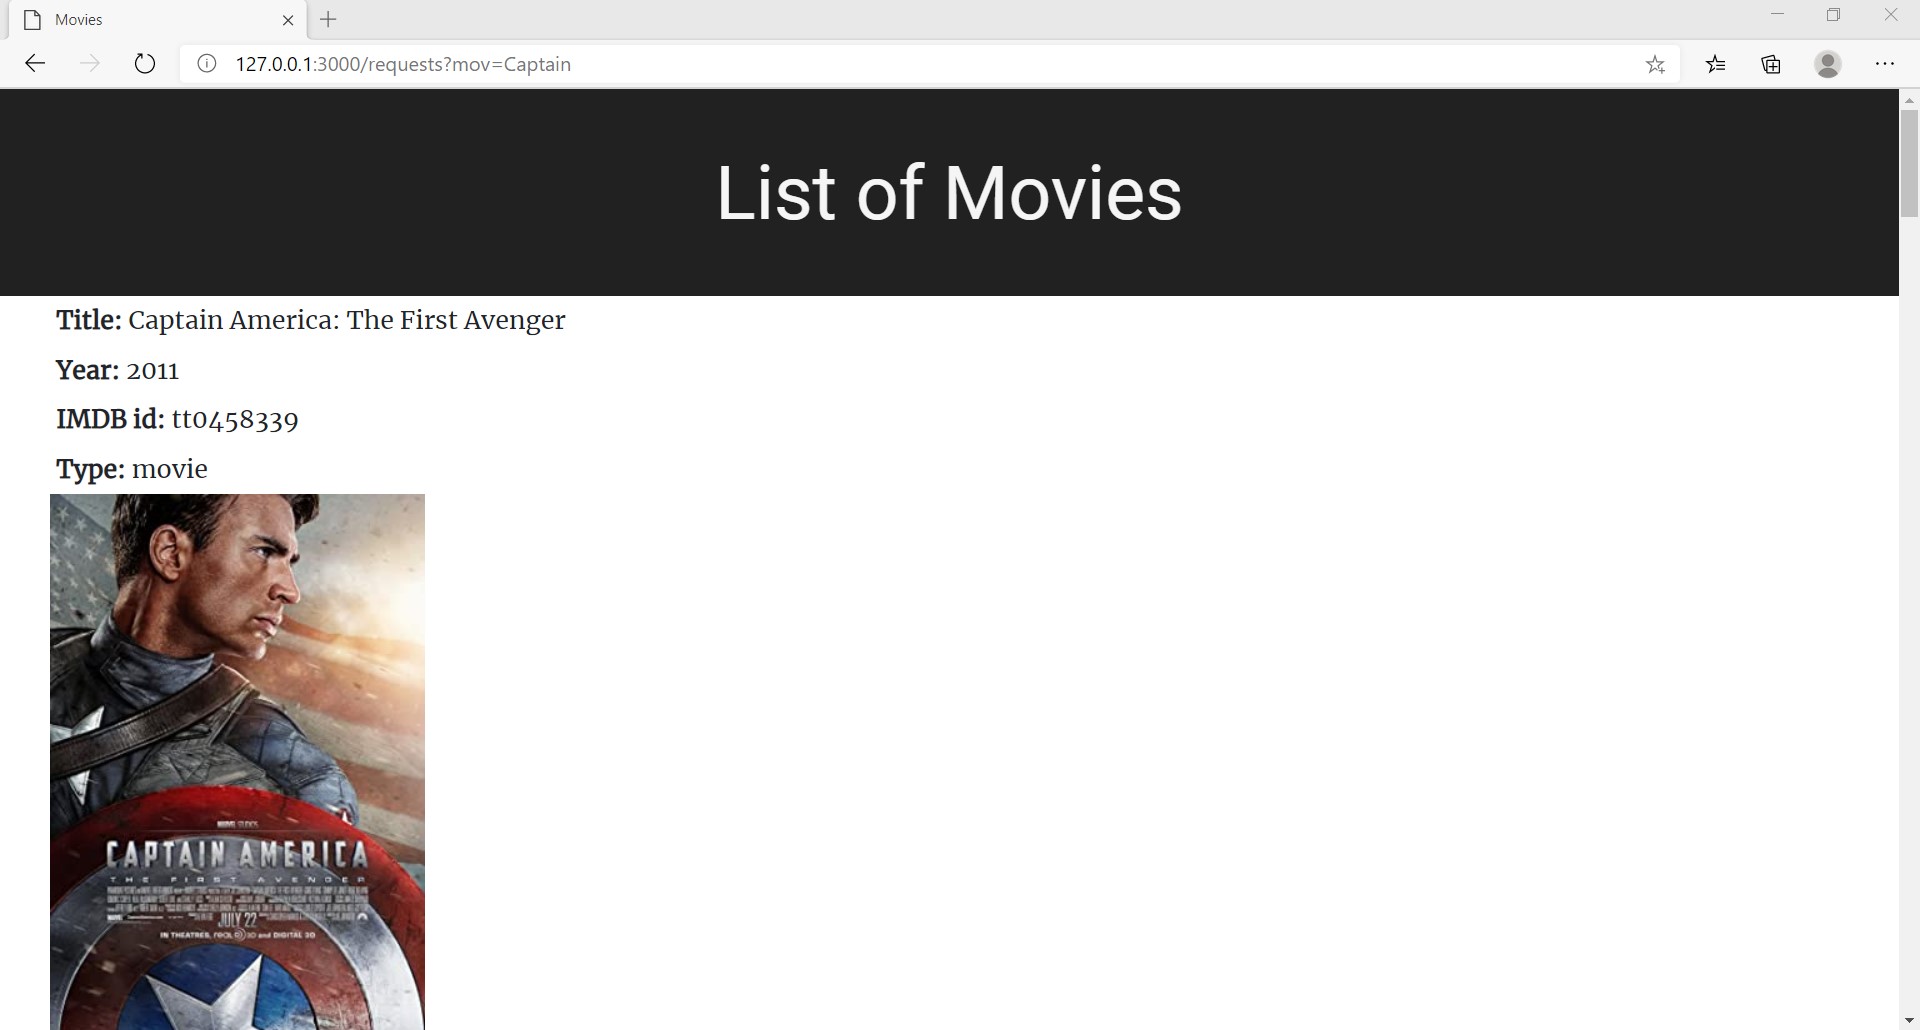 Movies
127.0.0.1:3000/requests?mov=Captain
List of Movies
Title: Captain America: The First Avenger
Year: 2011
IMDB id: tt0458339
Type: movie
MARVEL STUDIOS
CAPTAIN AMERICA
THE FIRST AVENGER
JULY 22
IN THEATRES, REAL D 3D and DIGITAL 3D